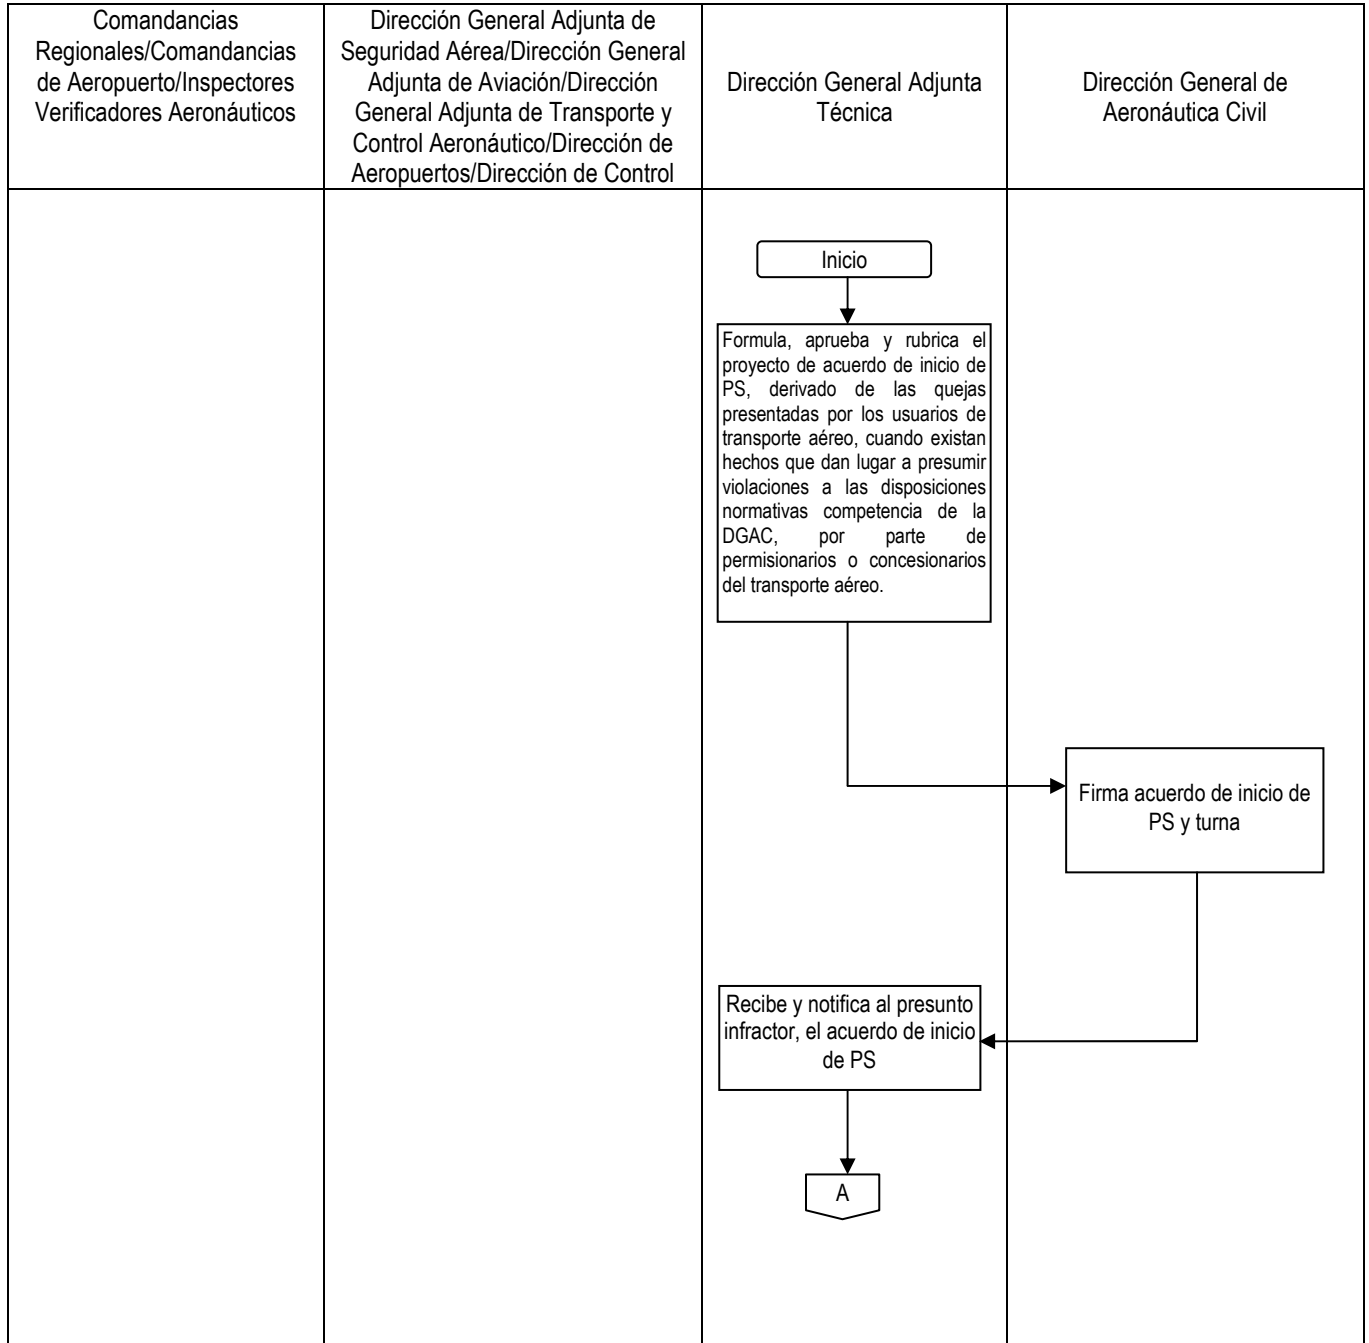 Comandancias
Regionales/Comandancias
de Aeropuerto/Inspectores
Verificadores Aeronáuticos
Dirección General Adjunta de
Seguridad Aérea/Dirección General
Adjunta de Aviación/Dirección
General Adjunta de Transporte y
Control Aeronáutico/Dirección de
Aeropuertos/Dirección de Control
Dirección General Adjunta
Técnica
Dirección General de
Aeronáutica Civil
Inicio
Formula, aprueba y rubrica el
proyecto de acuerdo de inicio de
PS, derivado de las quejas
presentadas por los usuarios de
transporte aéreo, cuando existan
hechos que dan lugar a presumir
violaciones a las disposiciones
normativas competencia de la
DGAC, por parte de
permisionarios o concesionarios
del transporte aéreo.
Firma acuerdo de inicio de
PS y turna
Recibe y notifica al presunto
infractor, el acuerdo de inicio
de PS
A